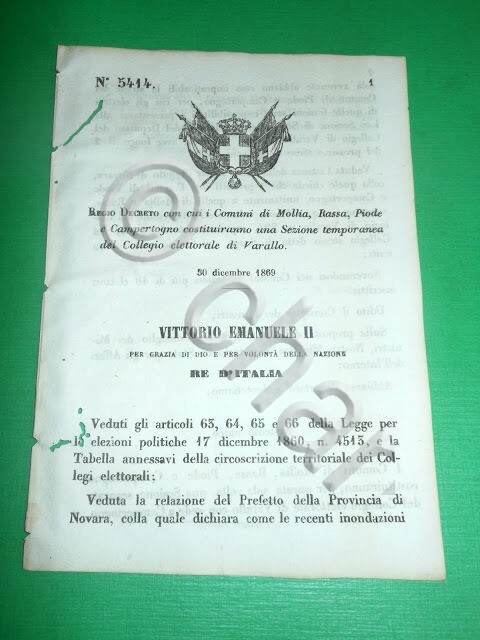 N° 5414.
1
REGIO DECRETO con cui i Comuni di Mollia, Rassa, Piode
e Campertogno costituiranno una Sezione temporanea
del Collegio elettorale di Varallo.
30 dicembre 1869
VITTORIO EMANUELE II
PER GRAZIA DI DIO E PER VOLONTÀ DELLA NAZIONE
RE D'ITALIA
Veduti gli articoli 63, 64, 65 e 66 della Legge per
le elezioni politiche 17 dicembre 1860, n. 4513, e la
Tabella annessavi della circoscrizione territoriale dei Col-
legi elettorali;
Veduta la relazione del Prefetto della Provincia di
Novara, colla quale dichiara come le recenti inondazioni
© Char